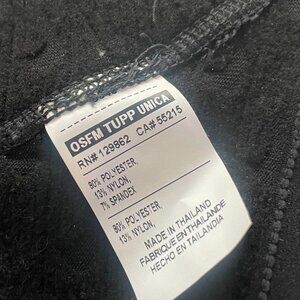 OSFM TUPP UNICA
RN# 129862 CA# 55215
80% POLYESTER,
13% NYLON,
7% SPANDEX
80% POLYESTER,
13% NYLON,
MADE IN THAILAND
FABRIQUE EN THAILANDE
HECHO EN TAILANDIA